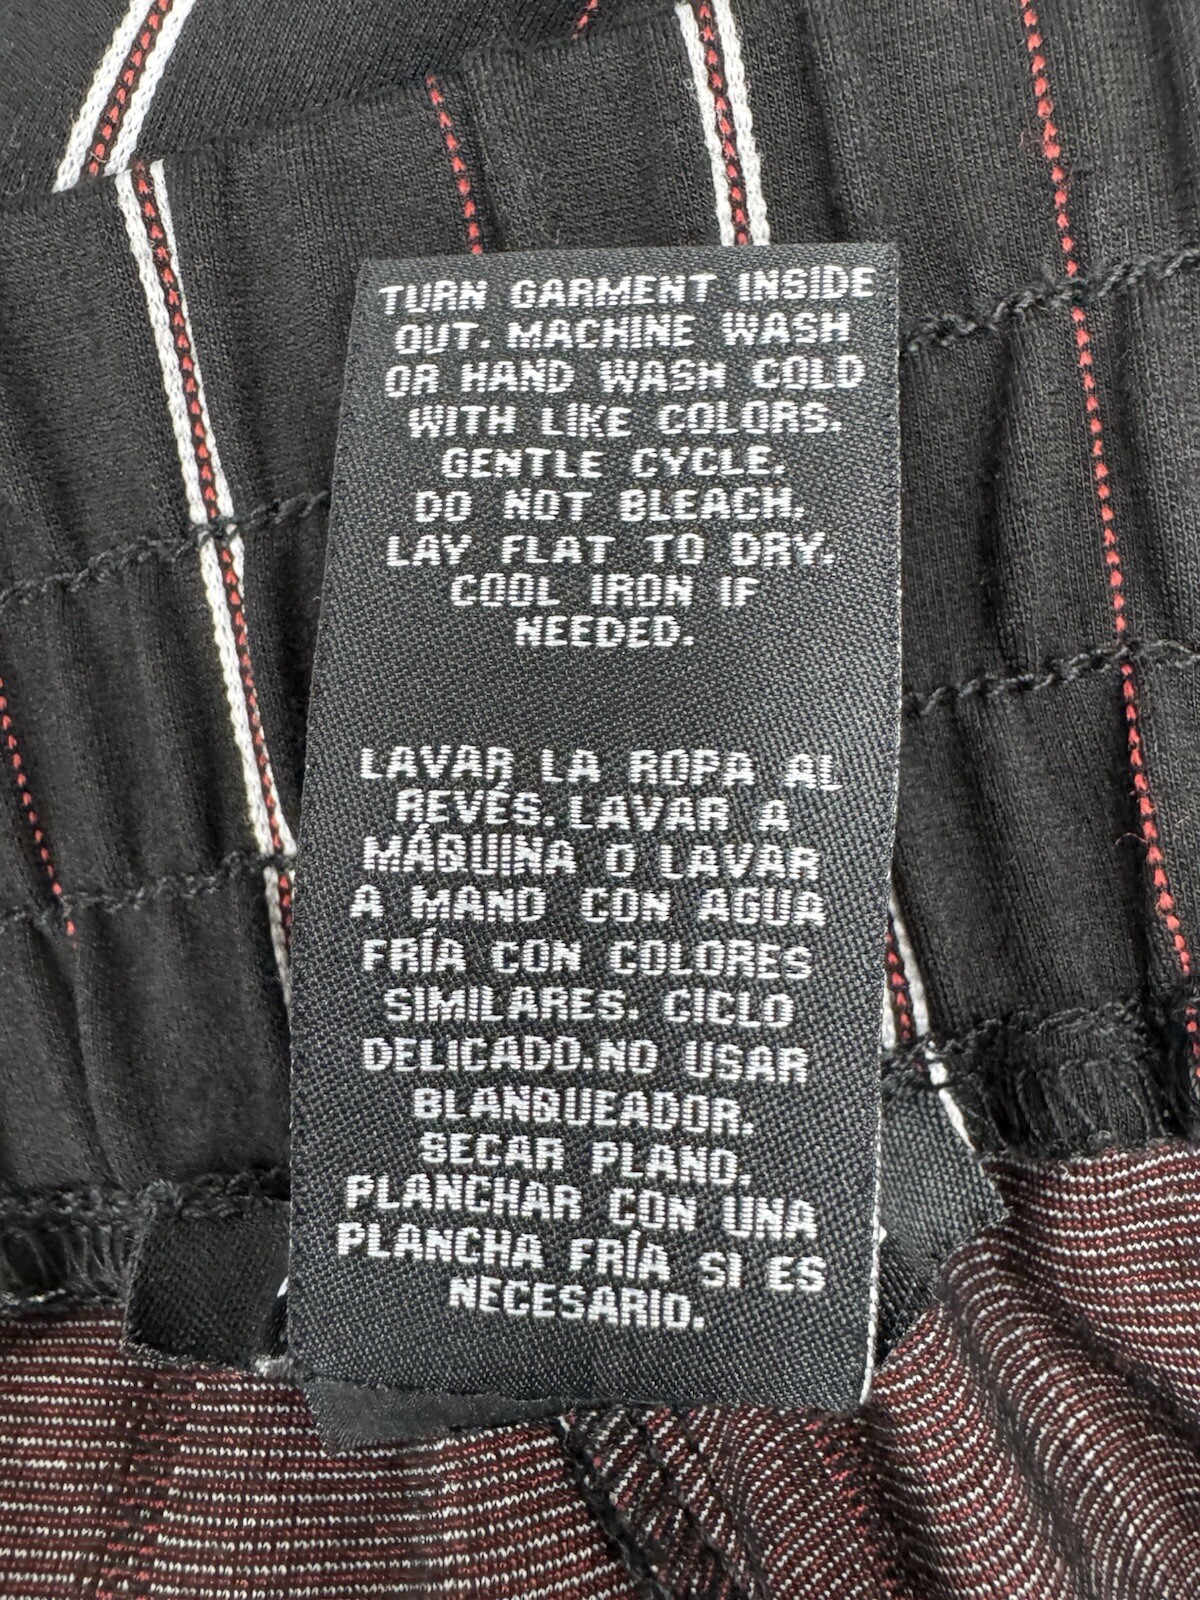 TURN GARMENT INSIDE
OUT. MACHINE WASH
OR HAND WASH COLD
WITH LIKE COLORS.
GENTLE CYCLE.
DO NOT BLEACH.
LAY FLAT TO DRY.
COOL IRON IF
NEEDED.
LAVAR LA ROPA AL
REVÉS. LAVAR A
MÁQUINA O LAVAR
A MANO CON AGUA
FRÍA CON COLORES
SIMILARES. CICLO
DELICADO.NO USAR
BLANQUEADOR.
SECAR PLANO.
PLANCHAR CON UNA
PLANCHA FRÍA SI ES
NECESARIO.